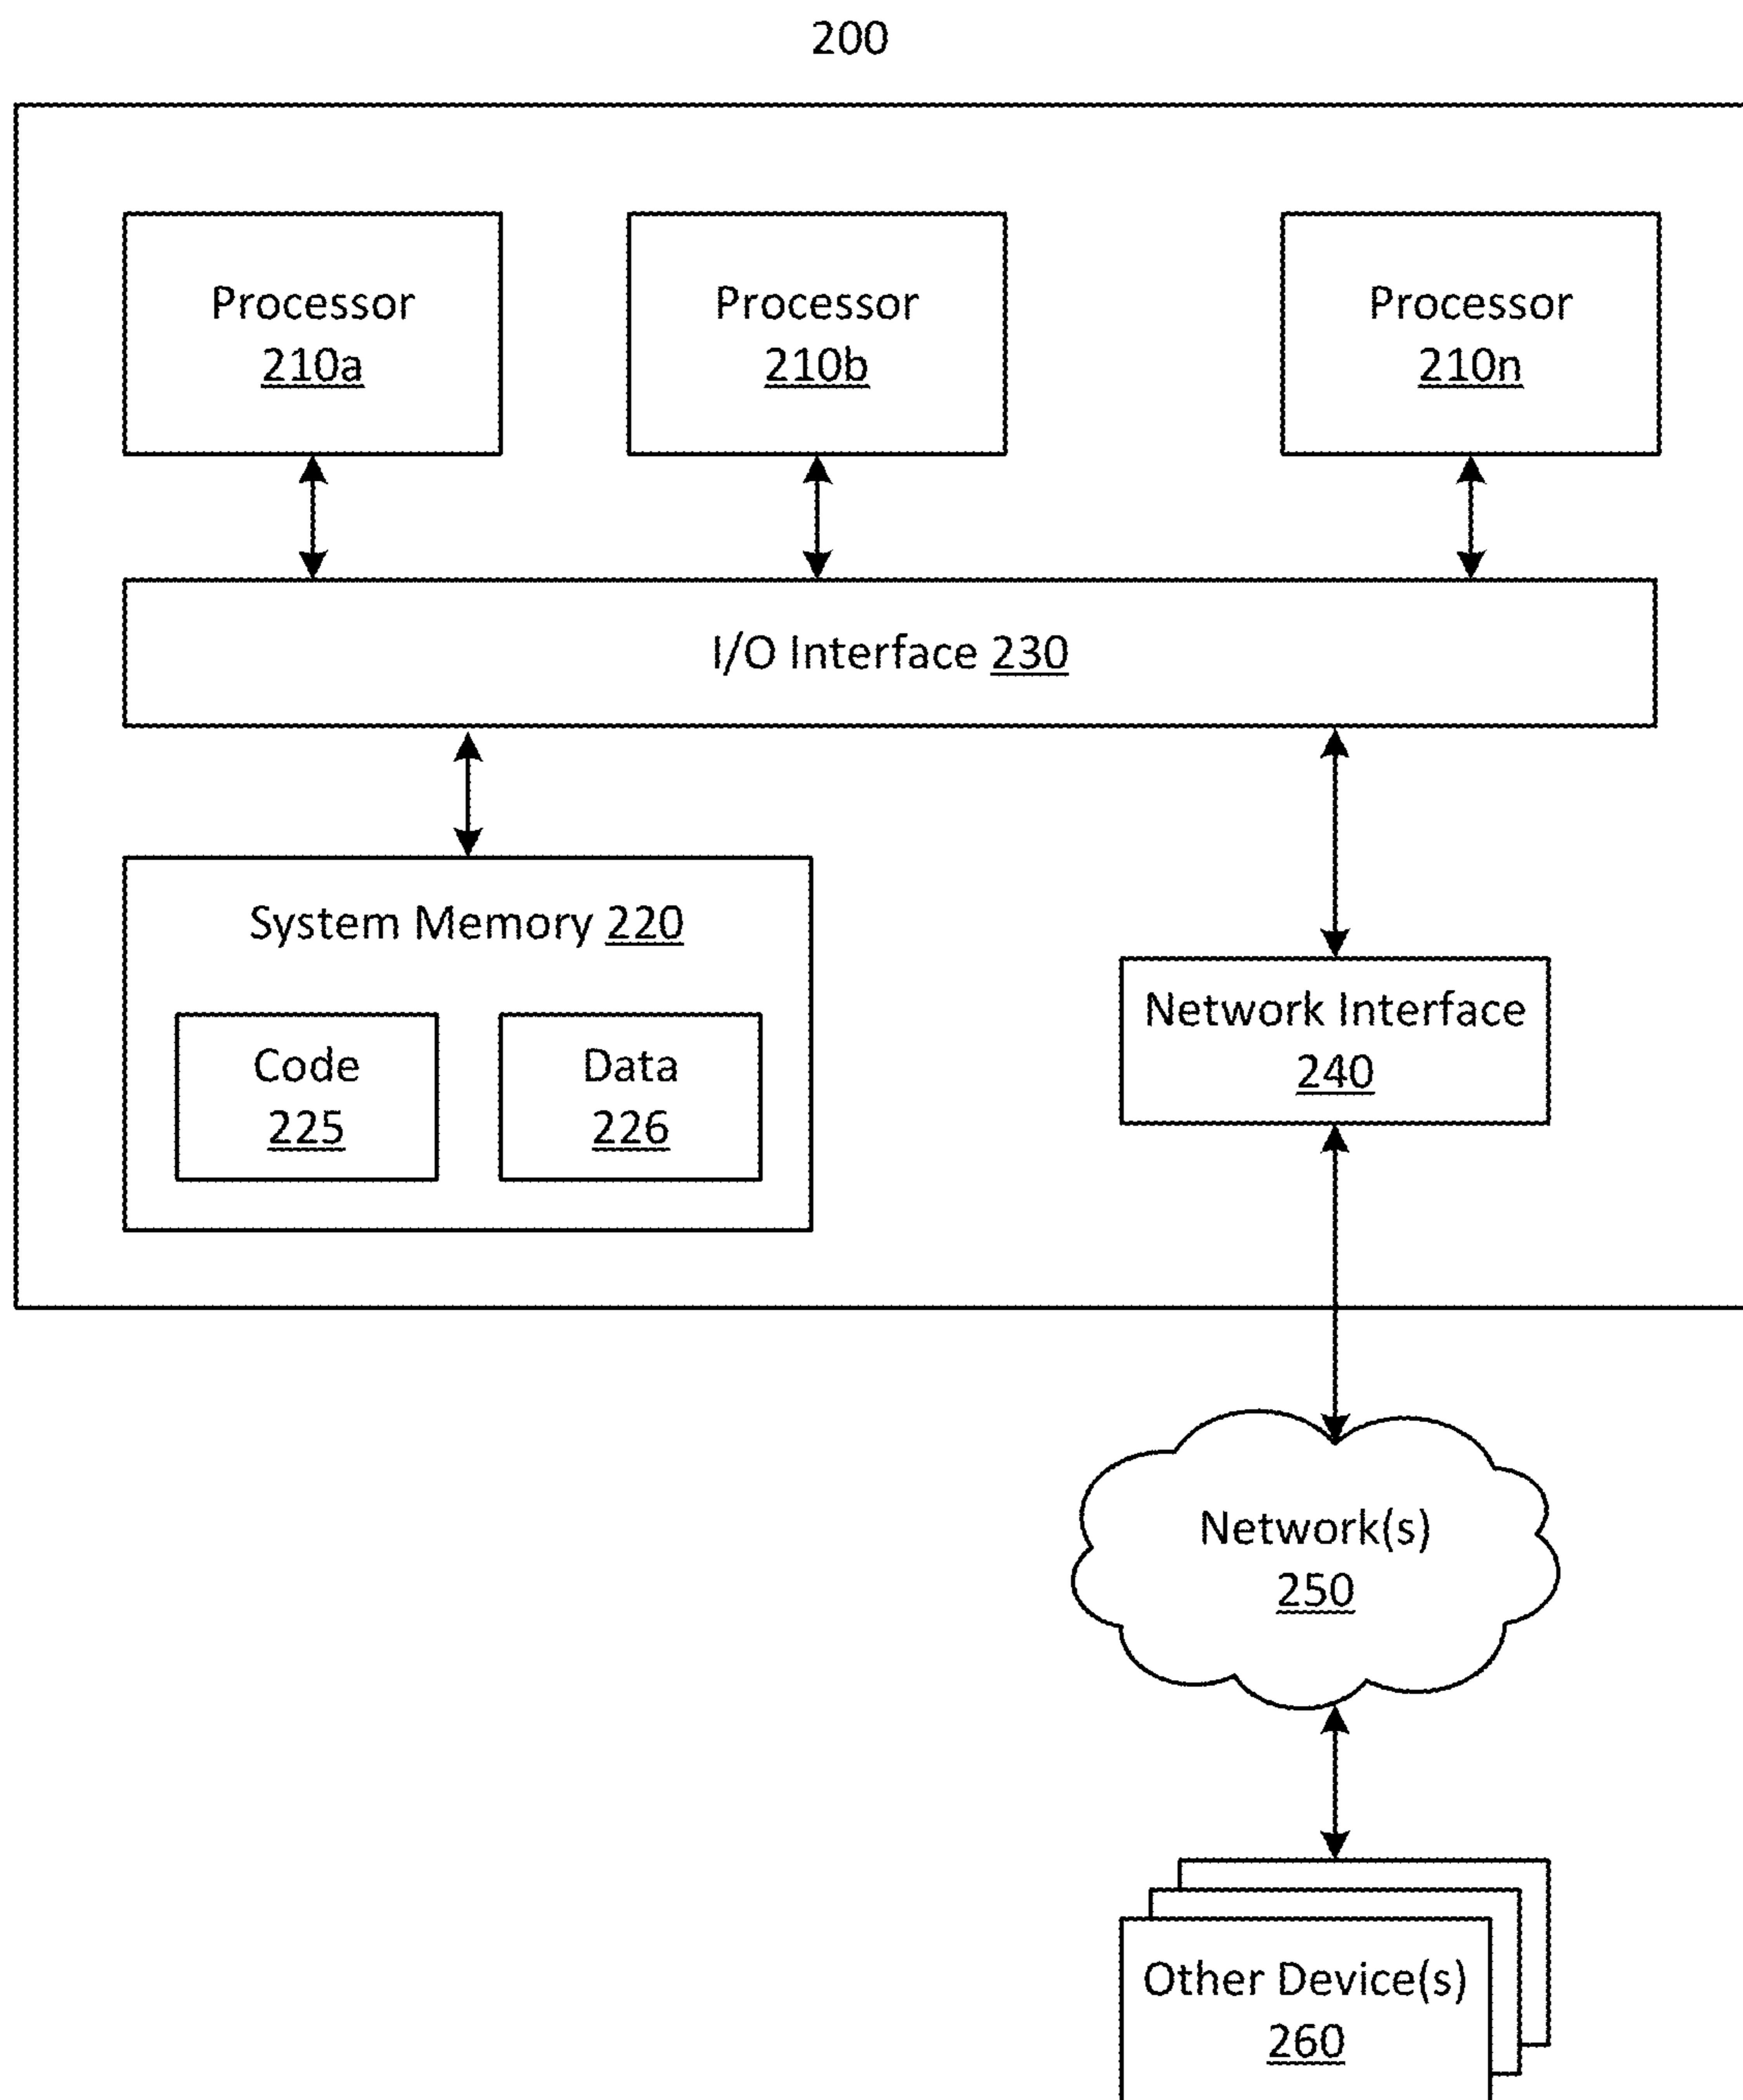 200
Processor
210a
Processor
210b
Processor
210n
I/O Interface 230
System Memory 220
Code
225
Data
226
Network Interface
240
Network(s)
250
Other Device(s)
260